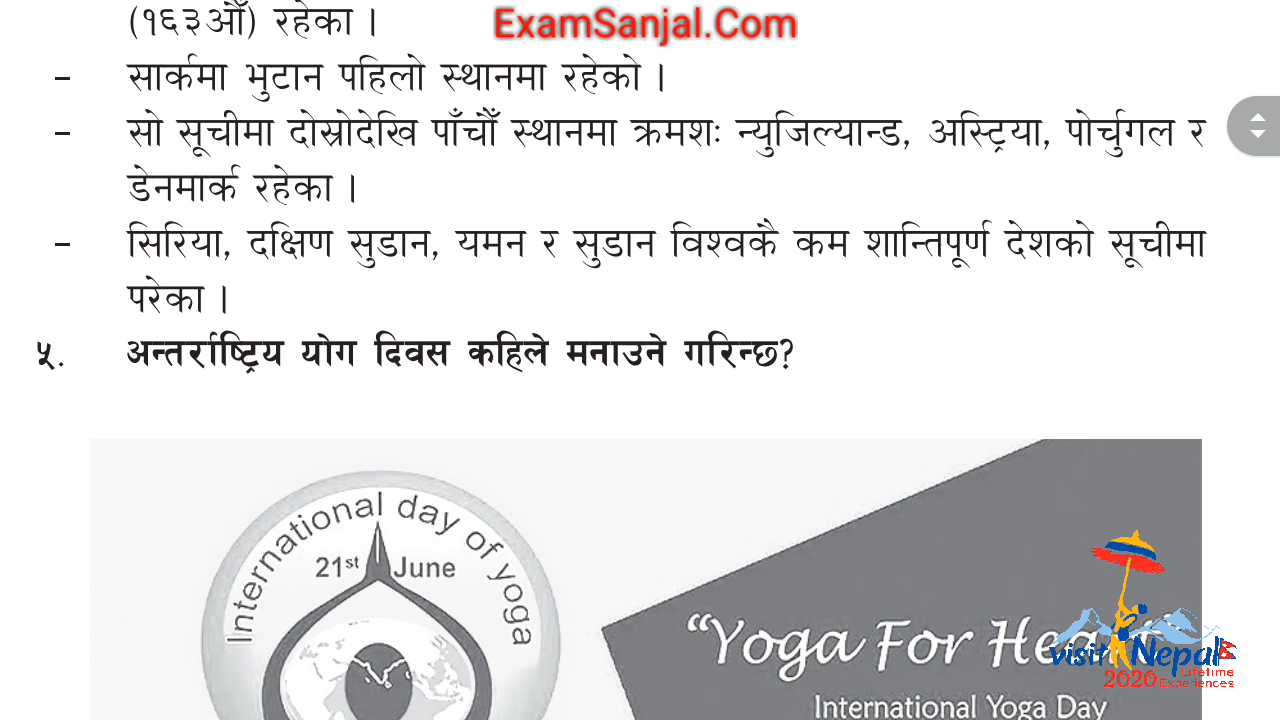 (१६३औँ) रहेका ।
ExamSanjal.Com
- सार्कमा भुटान पहिलो स्थानमा रहेको ।
- सो सूचीमा दोस्रोदेखि पाँचौँ स्थानमा क्रमशः न्युजिल्यान्ड, अस्ट्रिया, पोर्चुगल र
डेनमार्क रहेका ।
- सिरिया, दक्षिण सुडान, यमन र सुडान विश्वकै कम शान्तिपूर्ण देशको सूचीमा
परेका ।
५. अन्तर्राष्ट्रिय योग दिवस कहिले मनाउने गरिन्छ?
International day of yoga
21st June
“Yoga For Heart”
International Yoga Day
visit Nepal
Lifetime
2020 Experiences